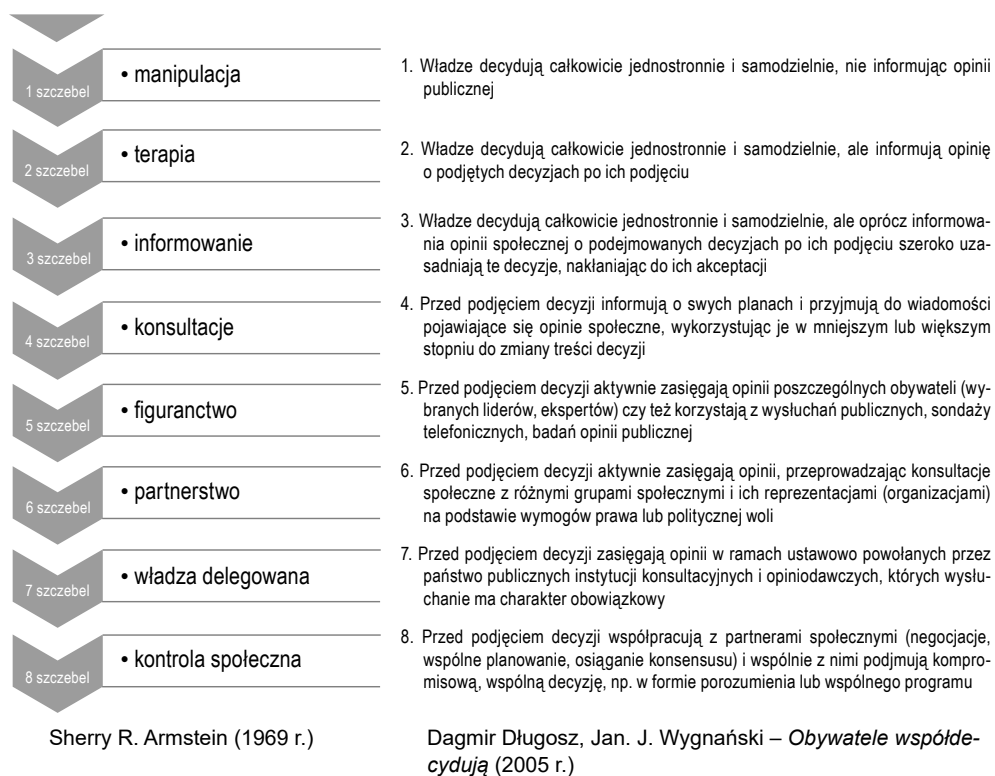 1 szczebel
• manipulacja
1. Władze decydują całkowicie jednostronnie i samodzielnie, nie informując opinii
publicznej
2 szczebel
• terapia
2. Władze decydują całkowicie jednostronnie i samodzielnie, ale informują opinię
o podjętych decyzjach po ich podjęciu
3 szczebel
• informowanie
3. Władze decydują całkowicie jednostronnie i samodzielnie, ale oprócz informowa-
nia opinii społecznej o podejmowanych decyzjach po ich podjęciu szeroko uza-
sadniają te decyzje, nakłaniając do ich akceptacji
4 szczebel
• konsultacje
4. Przed podjęciem decyzji informują o swych planach i przyjmują do wiadomości
pojawiające się opinie społeczne, wykorzystując je w mniejszym lub większym
stopniu do zmiany treści decyzji
5 szczebel
• figuranctwo
5. Przed podjęciem decyzji aktywnie zasięgają opinii poszczególnych obywateli (wy-
branych liderów, ekspertów) czy też korzystają z wysłuchań publicznych, sondaży
telefonicznych, badań opinii publicznej
6 szczebel
• partnerstwo
6. Przed podjęciem decyzji aktywnie zasięgają opinii, przeprowadzając konsultacje
społeczne z różnymi grupami społecznymi i ich reprezentacjami (organizacjami)
na podstawie wymogów prawa lub politycznej woli
7 szczebel
• władza delegowana
7. Przed podjęciem decyzji zasięgają opinii w ramach ustawowo powołanych przez
państwo publicznych instytucji konsultacyjnych i opiniodawczych, których wysłu-
chanie ma charakter obowiązkowy
8 szczebel
• kontrola społeczna
8. Przed podjęciem decyzji współpracują z partnerami społecznymi (negocjacje,
wspólne planowanie, osiąganie konsensusu) i wspólnie z nimi podjmują kompro-
misową, wspólną decyzję, np. w formie porozumienia lub wspólnego programu
Sherry R. Armstein (1969 r.)
Dagmir Długosz, Jan. J. Wygnański – Obywatele współde-
cydują (2005 r.)